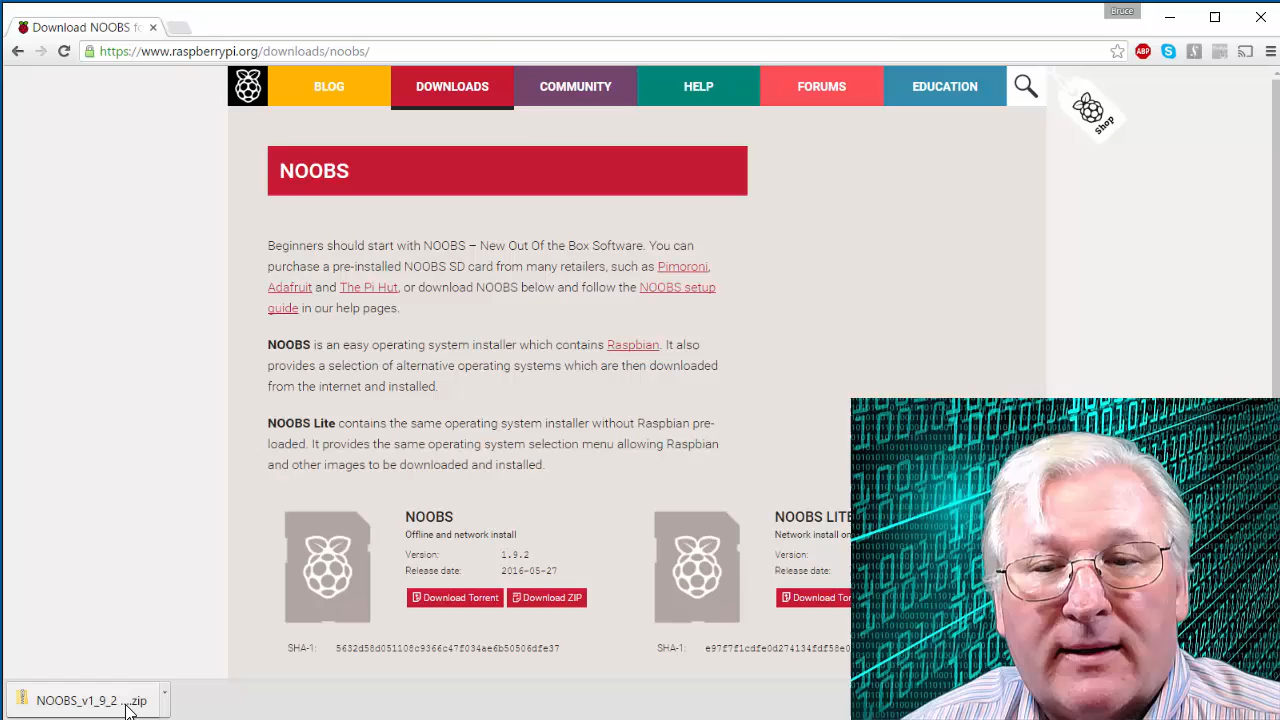 Bruce
Download NOOBS fo
https://www.raspberrypi.org/downloads/noobs/
ABP
BLOG
DOWNLOADS
COMMUNITY
HELP
FORUMS
EDUCATION
shop
NOOBS
Beginners should start with NOOBS – New Out Of the Box Software. You can
purchase a pre-installed NOOBS SD card from many retailers, such as Pimoroni,
Adafruit and The Pi Hut, or download NOOBS below and follow the NOOBS setup
guide in our help pages.
NOOBS is an easy operating system installer which contains Raspbian. It also
provides a selection of alternative operating systems which are then downloaded
from the internet and installed.
NOOBS Lite contains the same operating system installer without Raspbian pre-
loaded. It provides the same operating system selection menu allowing Raspbian
and other images to be downloaded and installed.
NOOBS
Offline and network install
Version: 1.9.2
Release date: 2016-05-27
Download Torrent
Download ZIP
SHA-1: 5632d58d051108c9366c47f034ae6b50506dfe37
NOOBS LITE
Network install on
Version:
Release date:
Download Tor
SHA-1: e97f7f1cdfe0d274134fdf58e0
NOOBS_v1_9_2 ....zip